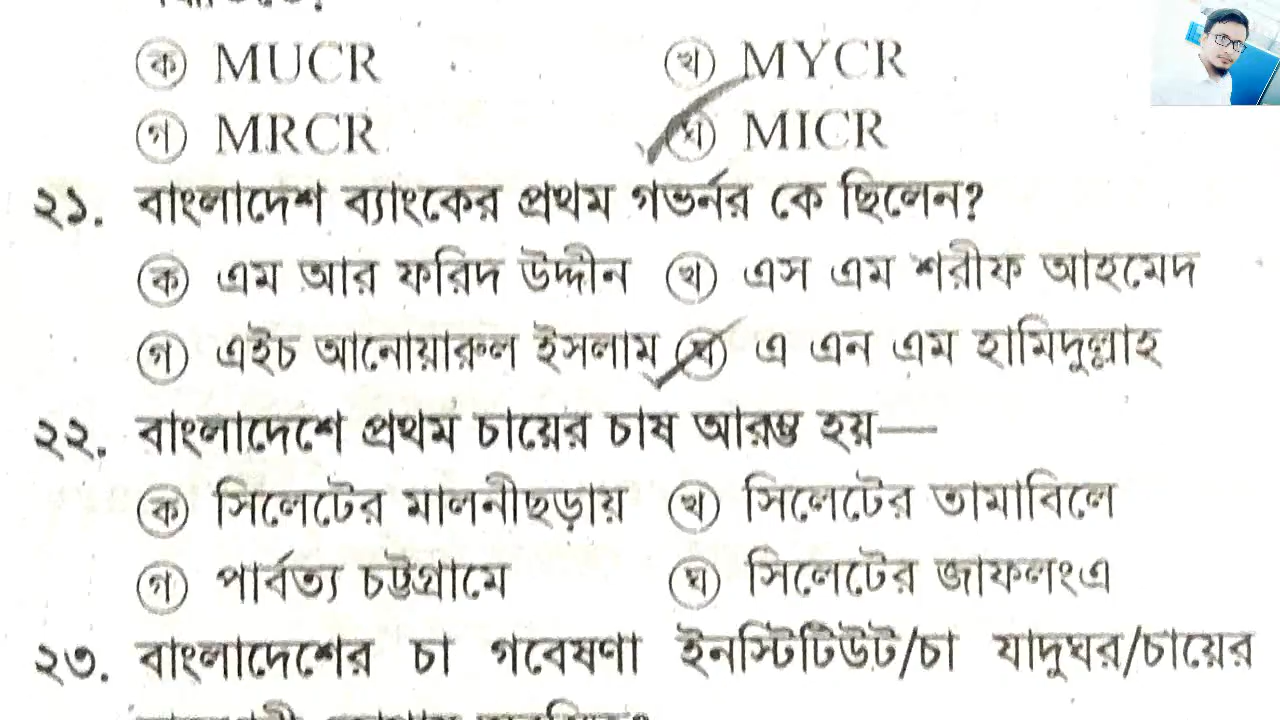 ক MUCR খ MYCR
গ MRCR ঘ MICR
২১. বাংলাদেশ ব্যাংকের প্রথম গভর্নর কে ছিলেন?
ক এম আর ফরিদ উদ্দীন খ এস এম শরীফ আহমেদ
গ এইচ আনোয়ারুল ইসলাম ঘ এ এন এম হামিদুল্লাহ
২২. বাংলাদেশে প্রথম চায়ের চাষ আরম্ভ হয়—
ক সিলেটের মালনীছড়ায় খ সিলেটের তামাবিলে
গ পার্বত্য চট্টগ্রামে ঘ সিলেটের জাফলংএ
২৩. বাংলাদেশের চা গবেষণা ইনস্টিটিউট/চা যাদুঘর/চায়ের